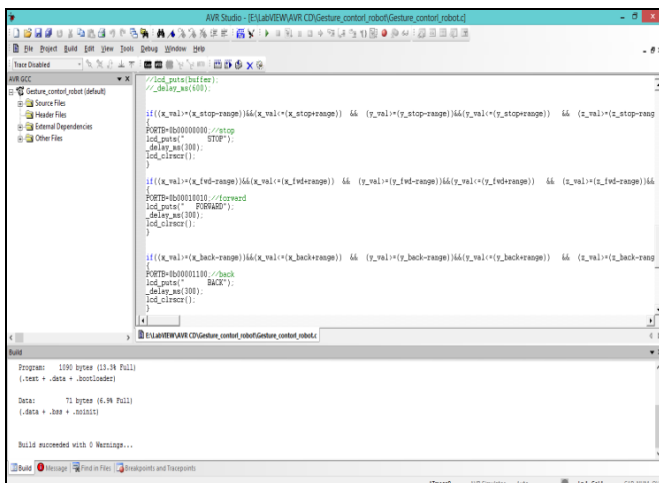 AVR Studio - [E:\LabVIEW\AVR CD\Gesture_contorl_robot\Gesture_contorl_robot.c]
File Project Build Edit View Tools Debug Window Help
Trace Disabled
AVR GCC
Gesture_contorl_robot (default)
Source Files
Header Files
External Dependencies
Other Files
//lcd_puts(buffer);
//_delay_ms(600);
if((x_val>=(x_stop-range))&&(x_val<=(x_stop+range)) && (y_val>=(y_stop-range))&&(y_val<=(y_stop+range)) && (z_val>=(z_stop-range
{
PORTB=0b00000000;//stop
lcd_puts(" STOP");
_delay_ms(300);
lcd_clrscr();
}
if((x_val>=(x_fwd-range))&&(x_val<=(x_fwd+range)) && (y_val>=(y_fwd-range))&&(y_val<=(y_fwd+range)) && (z_val>=(z_fwd-range))&&
{
PORTB=0b00010010;//forward
lcd_puts(" FORWARD");
_delay_ms(300);
lcd_clrscr();
}
if((x_val>=(x_back-range))&&(x_val<=(x_back+range)) && (y_val>=(y_back-range))&&(y_val<=(y_back+range)) && (z_val>=(z_back-rang
{
PORTB=0b00001100;//back
lcd_puts(" BACK");
_delay_ms(300);
lcd_clrscr();
}
E:\LabVIEW\AVR CD\Gesture_contorl_robot\Gesture_contorl_robot.c
Build
Program: 1090 bytes (13.3% Full)
(.text + .data + .bootloader)
Data: 71 bytes (6.9% Full)
(.data + .bss + .noinit)
Build succeeded with 0 Warnings...
Build Message Find in Files Breakpoints and Tracepoints